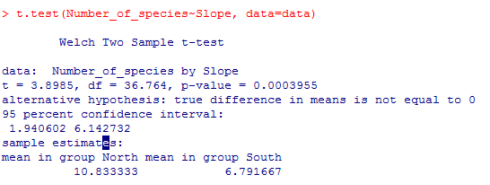 > t.test(Number_of_species~Slope, data=data)
Welch Two Sample t-test
data:  Number_of_species by Slope
t = 3.8985, df = 36.764, p-value = 0.0003955
alternative hypothesis: true difference in means is not equal to 0
95 percent confidence interval:
1.940602 6.142732
sample estimates:
mean in group North mean in group South
10.833333 6.791667